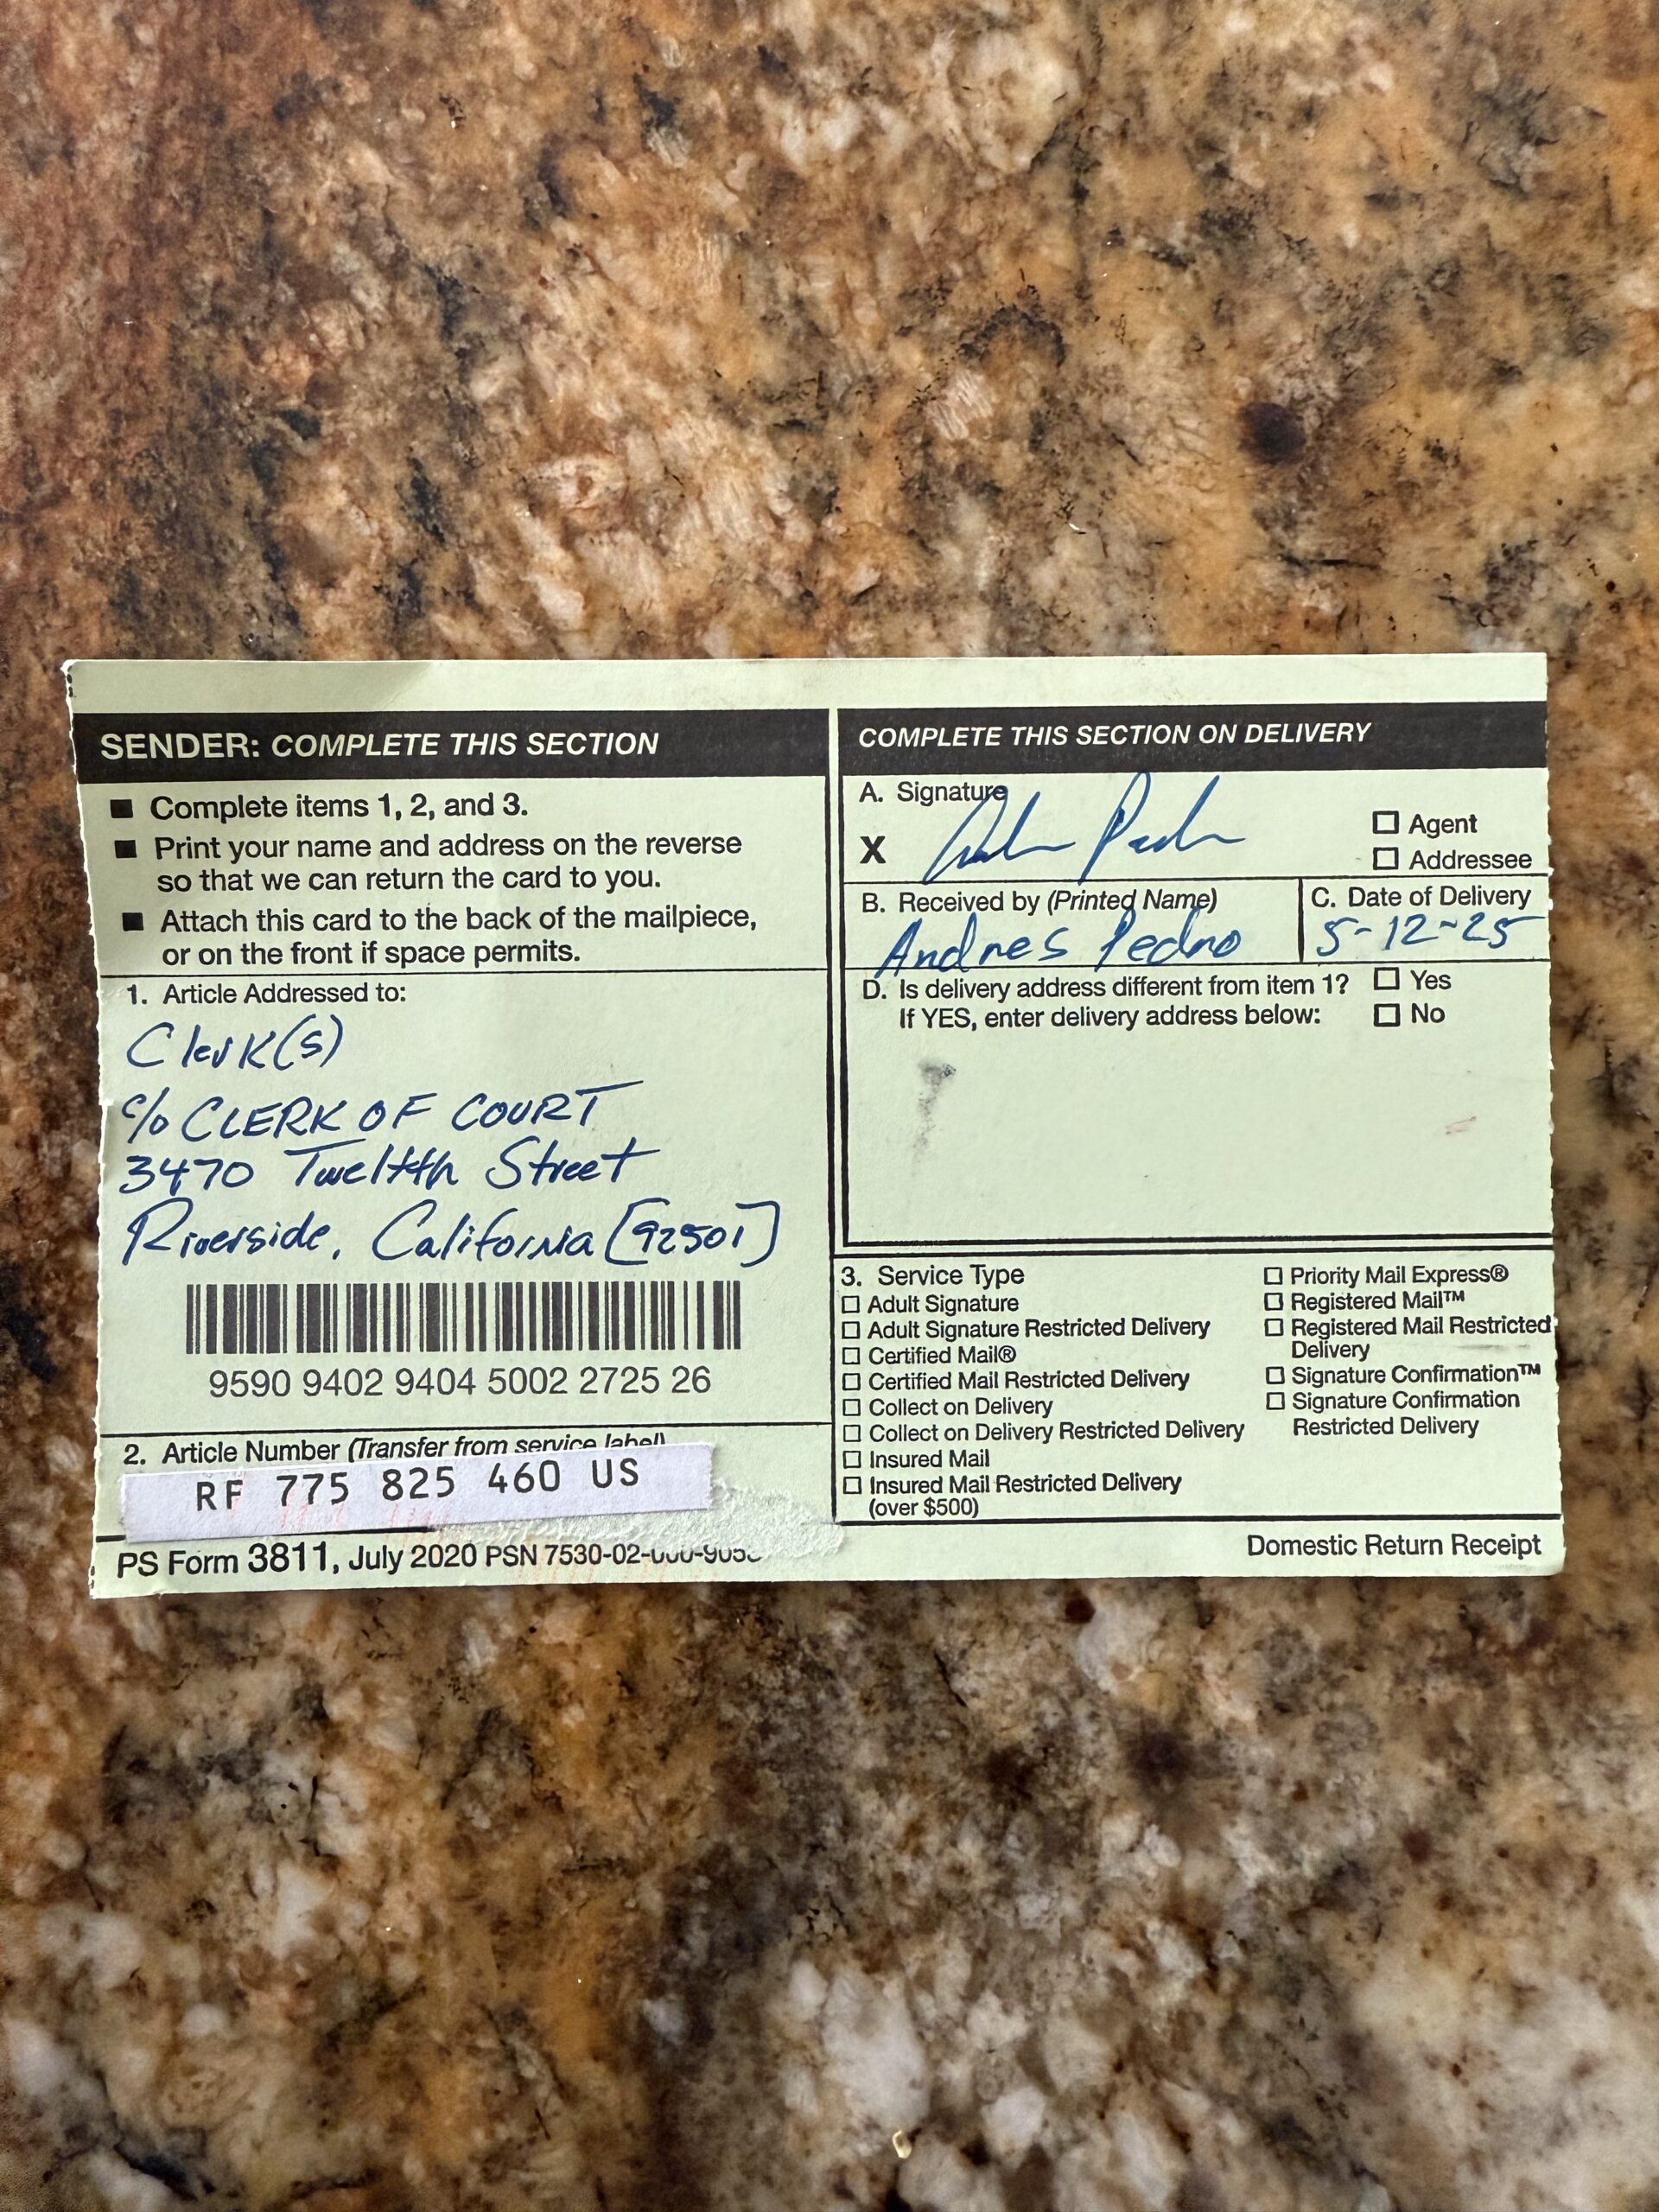 SENDER: COMPLETE THIS SECTION
■ Complete items 1, 2, and 3.
■ Print your name and address on the reverse
so that we can return the card to you.
■ Attach this card to the back of the mailpiece,
or on the front if space permits.
1. Article Addressed to:
Clerk(s)
c/o CLERK OF COURT
3470 Twelfth Street
Riverside, California [92501]
9590 9402 9404 5002 2725 26
2. Article Number (Transfer from service label)
RF 775 825 460 US
PS Form 3811, July 2020 PSN 7530-02-000-905
COMPLETE THIS SECTION ON DELIVERY
A. Signature
X
☐ Agent
☐ Addressee
B. Received by (Printed Name)
Andres Pedro
C. Date of Delivery
5-12-25
D. Is delivery address different from item 1? ☐ Yes
If YES, enter delivery address below: ☐ No
3. Service Type
☐ Adult Signature
☐ Adult Signature Restricted Delivery
☐ Certified Mail®
☐ Certified Mail Restricted Delivery
☐ Collect on Delivery
☐ Collect on Delivery Restricted Delivery
☐ Insured Mail
☐ Insured Mail Restricted Delivery
(over $500)
☐ Priority Mail Express®
☐ Registered Mail™
☐ Registered Mail Restricted
Delivery
☐ Signature Confirmation™
☐ Signature Confirmation
Restricted Delivery
Domestic Return Receipt